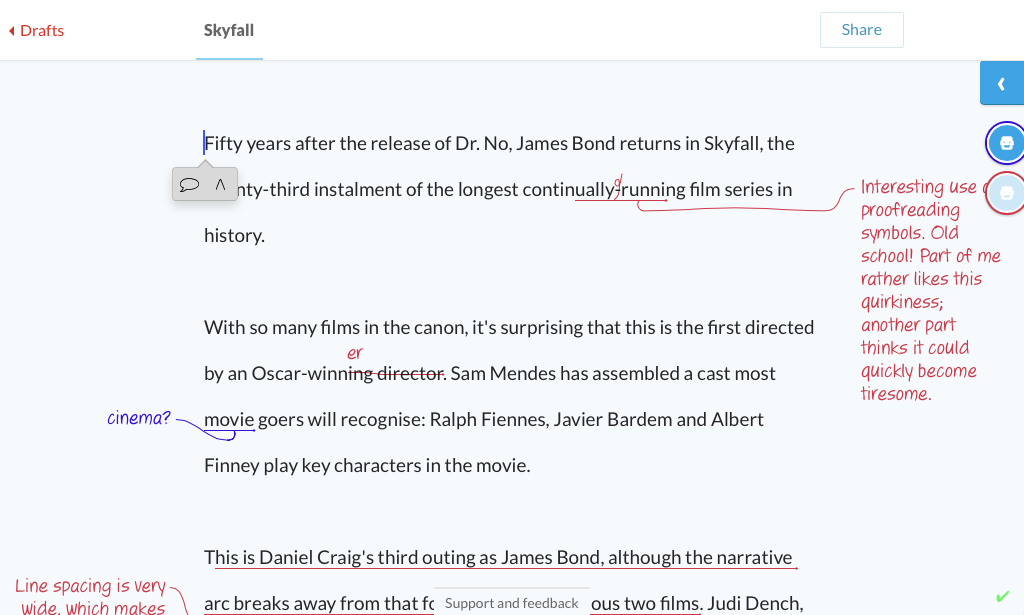 Drafts
Skyfall
Share
Fifty years after the release of Dr. No, James Bond returns in Skyfall, the
nty-third instalment of the longest continually-running film series in
history.
Interesting use
proofreading
symbols. Old
school! Part of me
rather likes this
quirkiness;
another part
thinks it could
quickly become
tiresome.
With so many films in the canon, it's surprising that this is the first directed
er
by an Oscar-winning director. Sam Mendes has assembled a cast most
cinema?
movie goers will recognise: Ralph Fiennes, Javier Bardem and Albert
Finney play key characters in the movie.
This is Daniel Craig's third outing as James Bond, although the narrative
Line spacing is very
wide, which makes
arc breaks away from that
ous two films. Judi Dench,
Support and feedback